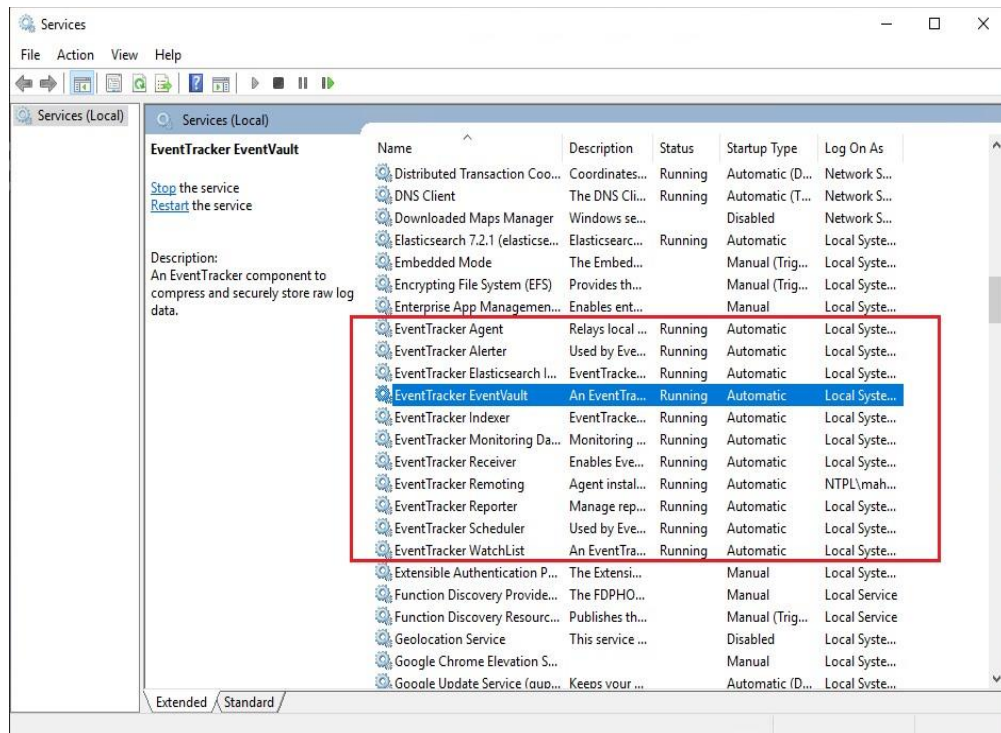 Services
File Action View Help
Services (Local)
Services (Local)
EventTracker EventVault
Stop the service
Restart the service
Description:
An EventTracker component to
compress and securely store raw log
data.
Name Description Status Startup Type Log On As
Distributed Transaction Coo... Coordinates... Running Automatic (D... Network S...
DNS Client The DNS Cli... Running Automatic (T... Network S...
Downloaded Maps Manager Windows se... Disabled Network S...
Elasticsearch 7.2.1 (elasticse... Elasticsearc... Running Automatic Local Syste...
Embedded Mode The Embed... Manual (Trig... Local Syste...
Encrypting File System (EFS) Provides th... Manual (Trig... Local Syste...
Enterprise App Managemen... Enables ent... Manual Local Syste...
EventTracker Agent Relays local ... Running Automatic Local Syste...
EventTracker Alerter Used by Eve... Running Automatic Local Syste...
EventTracker Elasticsearch I... EventTracke... Running Automatic Local Syste...
EventTracker EventVault An EventTra... Running Automatic Local Syste...
EventTracker Indexer EventTracke... Running Automatic Local Syste...
EventTracker Monitoring Da... Monitoring ... Running Automatic Local Syste...
EventTracker Receiver Enables Eve... Running Automatic Local Syste...
EventTracker Remoting Agent instal... Running Automatic NTPL\mah...
EventTracker Reporter Manage rep... Running Automatic Local Syste...
EventTracker Scheduler Used by Eve... Running Automatic Local Syste...
EventTracker WatchList An EventTra... Running Automatic Local Syste...
Extensible Authentication P... The Extensi... Manual Local Syste...
Function Discovery Provide... The FDPHO... Manual Local Service
Function Discovery Resourc... Publishes th... Manual (Trig... Local Service
Geolocation Service This service ... Disabled Local Syste...
Google Chrome Elevation S... Manual Local Syste...
Google Update Service (gup... Keeps your ... Automatic (D... Local Syste...
Extended Standard